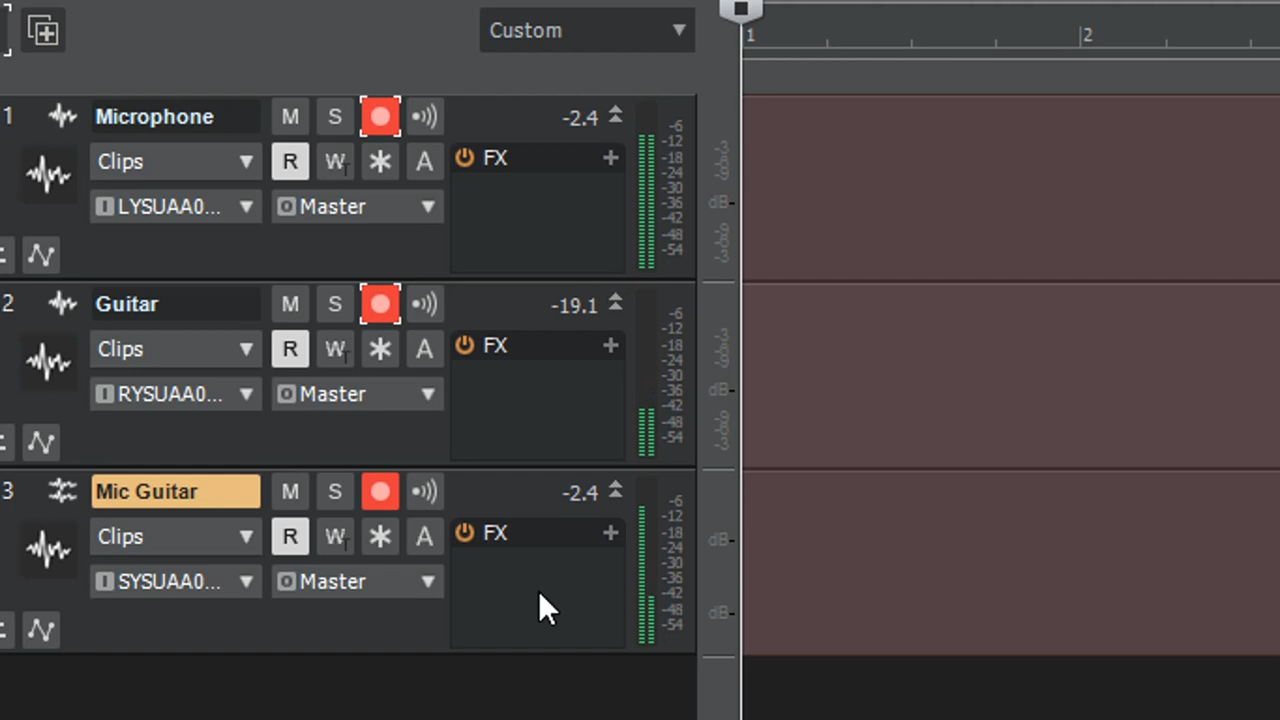 Custom
1
2
1
Microphone
M
S
-2.4
Clips
R
W
A
FX
LYSUAA0...
Master
-6
-12
-18
-24
-30
-36
-42
-48
-54
dB-
2
Guitar
M
S
-19.1
Clips
R
W
A
FX
RYSUAA0...
Master
-6
-12
-18
-24
-30
-36
-42
-48
-54
dB-
3
Mic Guitar
M
S
-2.4
Clips
R
W
A
FX
SYSUAA0...
Master
-6
-12
-18
-24
-30
-36
-42
-48
-54
dB-
dB-